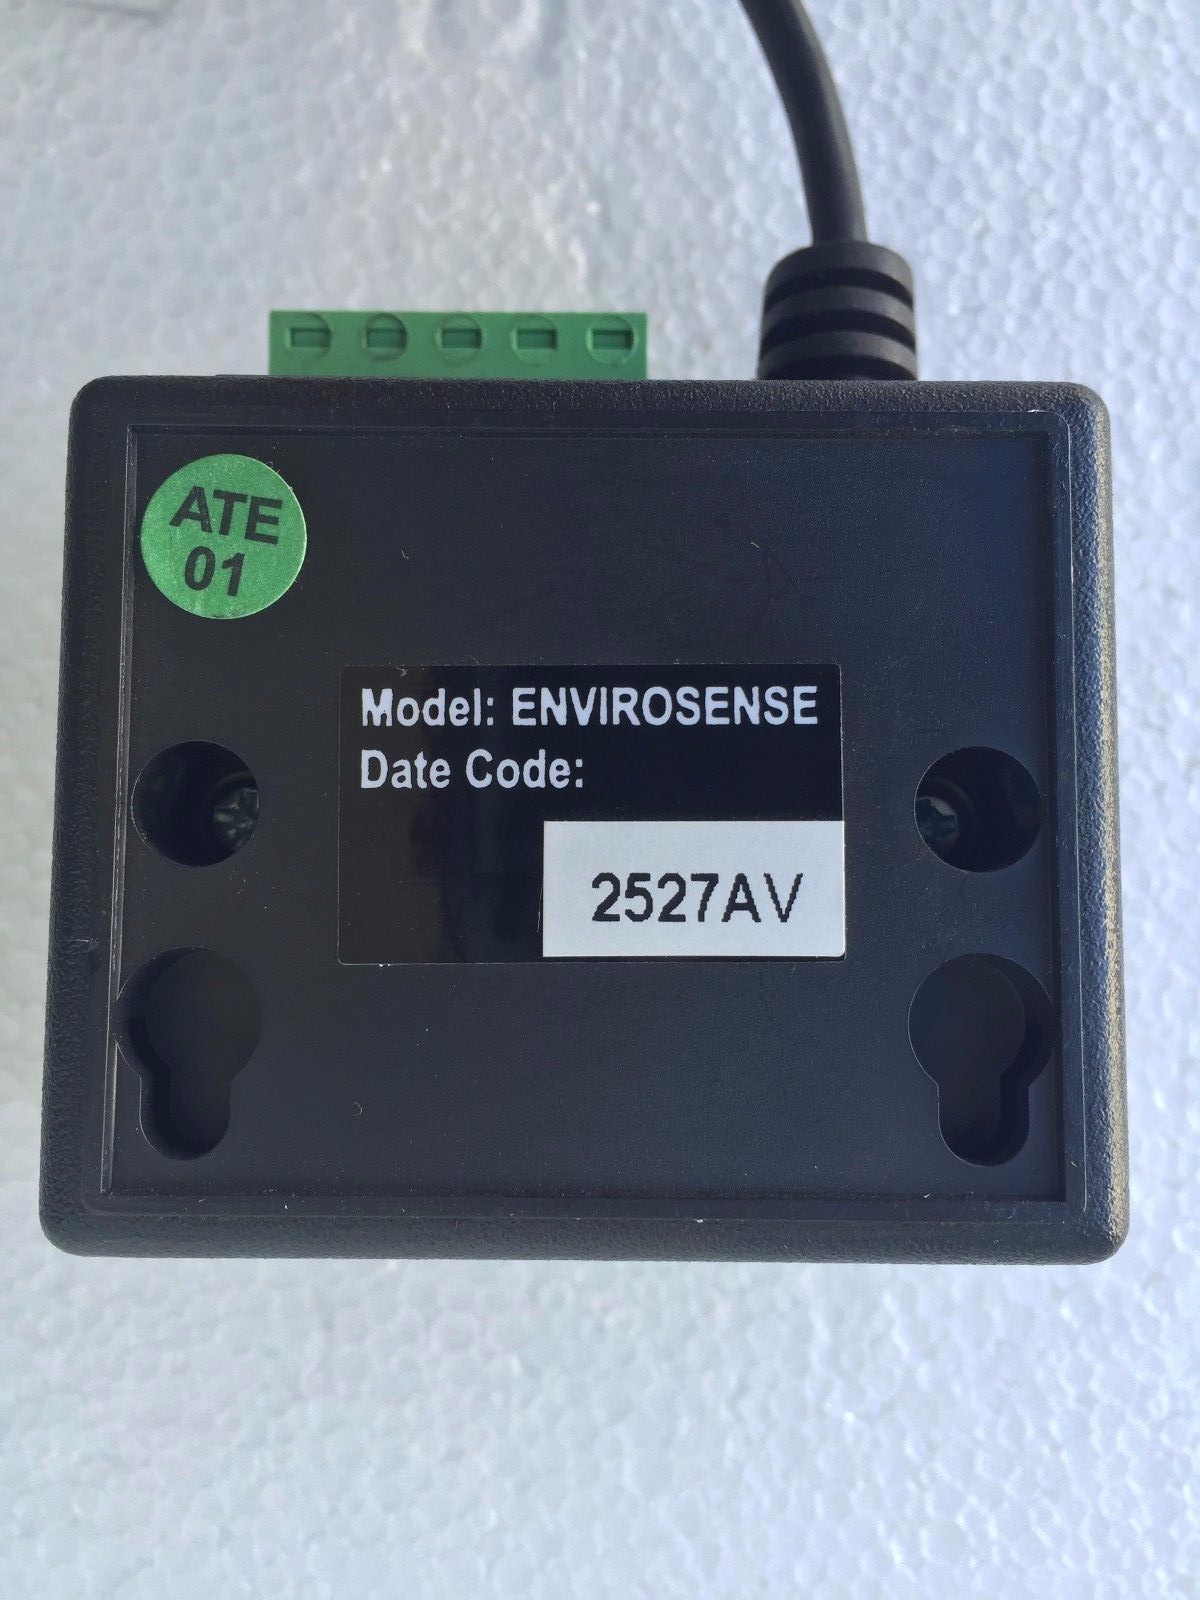 ATE
01
Model: ENVIROSENSE
Date Code:
2527AV